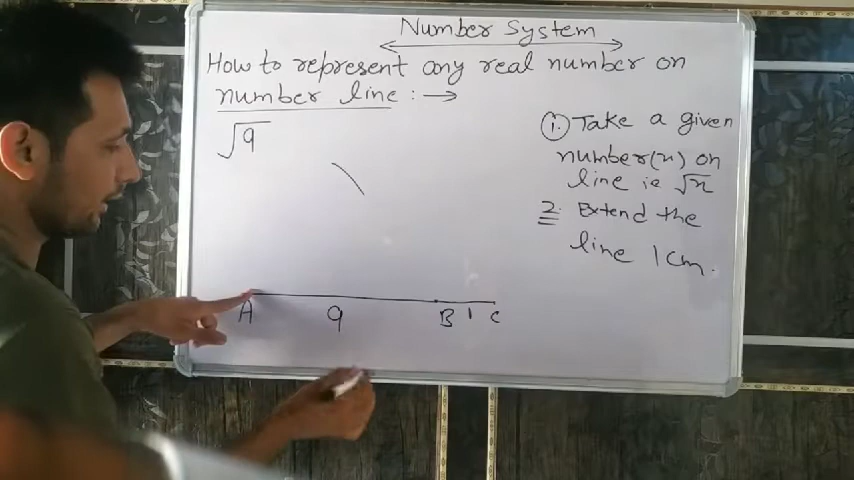 Number System
How to represent any real number on
number line : →
√9
① Take a given
number(x) on
line ie √x
2. Extend the
line 1cm.
A 9 B 1 C